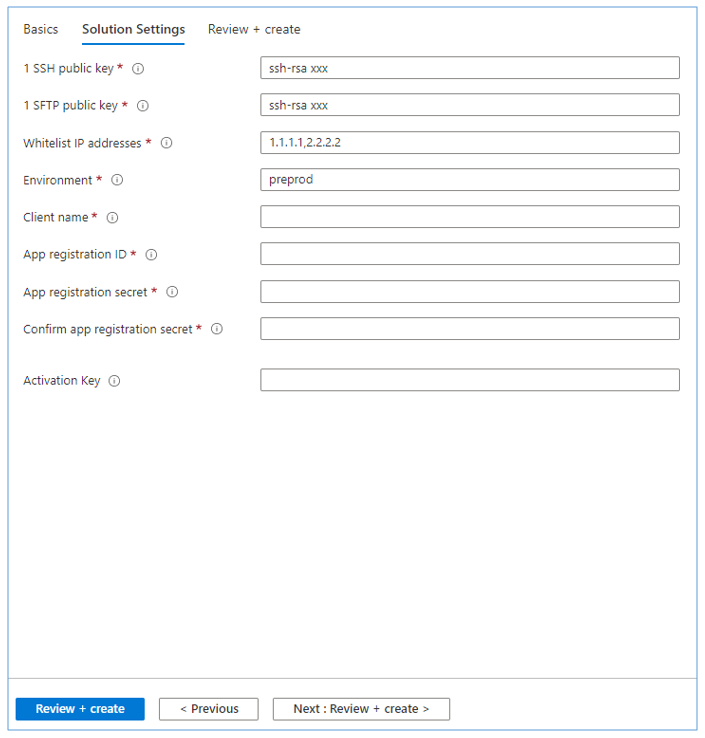 Basics Solution Settings Review + create
1 SSH public key * ssh-rsa xxx
1 SFTP public key * ssh-rsa xxx
Whitelist IP addresses * 1.1.1.1,2.2.2.2
Environment * preprod
Client name *
App registration ID *
App registration secret *
Confirm app registration secret *
Activation Key
Review + create < Previous Next : Review + create >